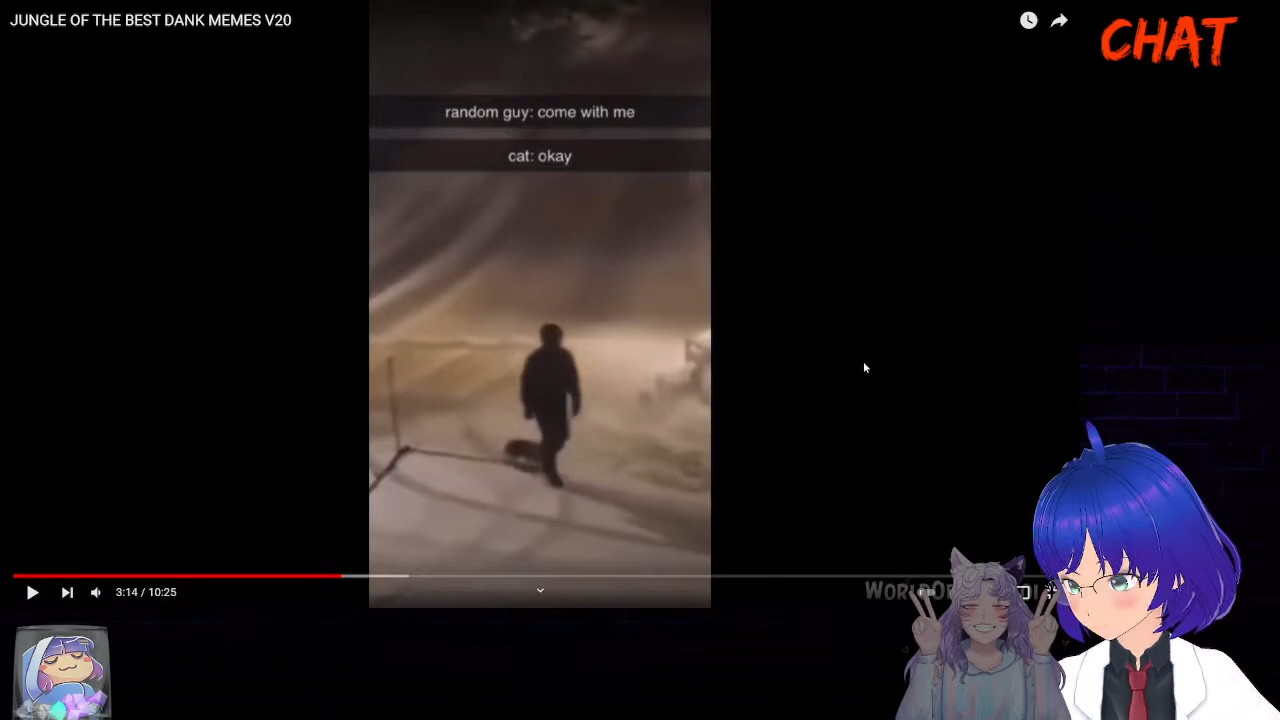 JUNGLE OF THE BEST DANK MEMES V20
CHAT
random guy: come with me
cat: okay
3:14 / 10:25